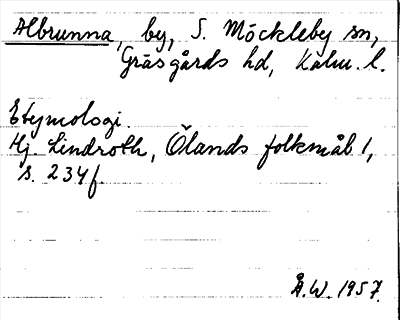 Albrunna, by, S. Möckleby sn,
Gräsgårds hd, Kalm. l.
Etymologi.
Hj. Lindroth, Ölands folkmål 1,
s. 234 f.
Å.W. 1957.